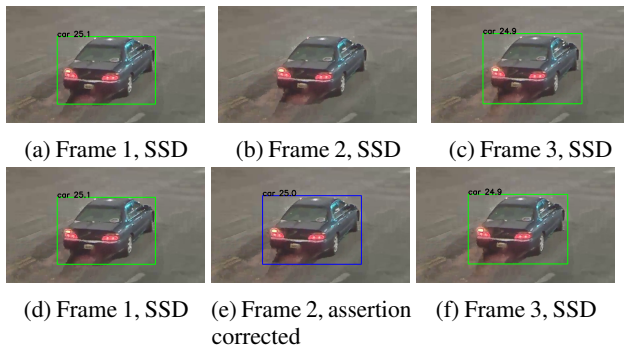 car 25.1
car 24.9
(a) Frame 1, SSD
(b) Frame 2, SSD
(c) Frame 3, SSD
car 25.1
car 25.0
car 24.9
(d) Frame 1, SSD
(e) Frame 2, assertion
corrected
(f) Frame 3, SSD